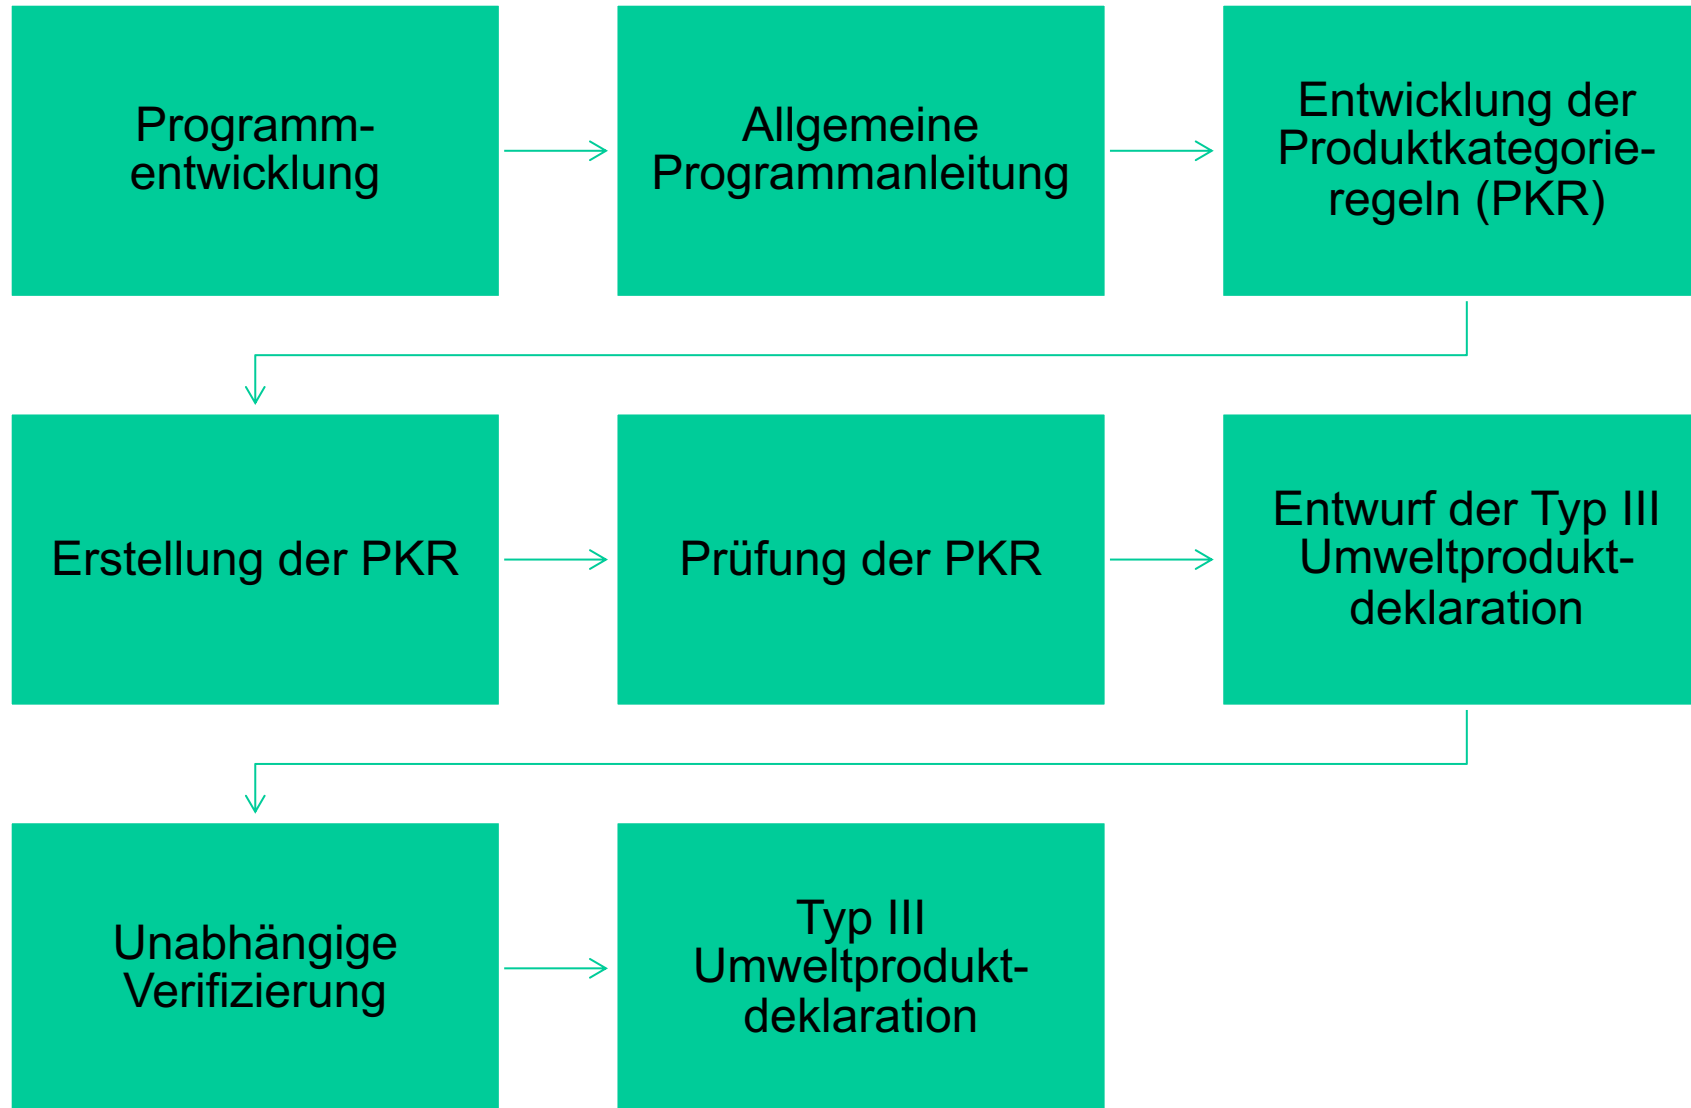 Programm-
entwicklung
Allgemeine
Programmanleitung
Entwicklung der
Produktkategorie-
regeln (PKR)
Erstellung der PKR
Prüfung der PKR
Entwurf der Typ III
Umweltprodukt-
deklaration
Unabhängige
Verifizierung
Typ III
Umweltprodukt-
deklaration